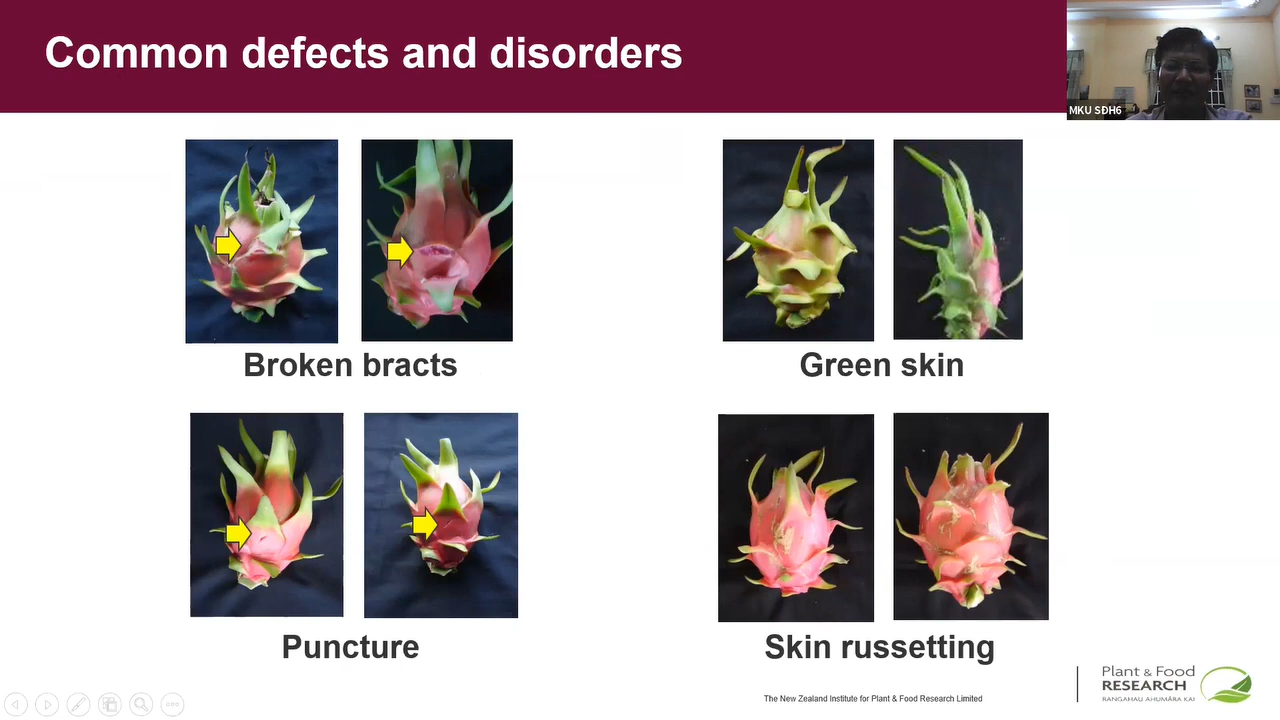 Common defects and disorders
MKU SĐH6
Broken bracts
Green skin
Puncture
Skin russetting
The New Zealand Institute for Plant & Food Research Limited
Plant & Food
RESEARCH
RANGAHAU AHUMĀRA KAI